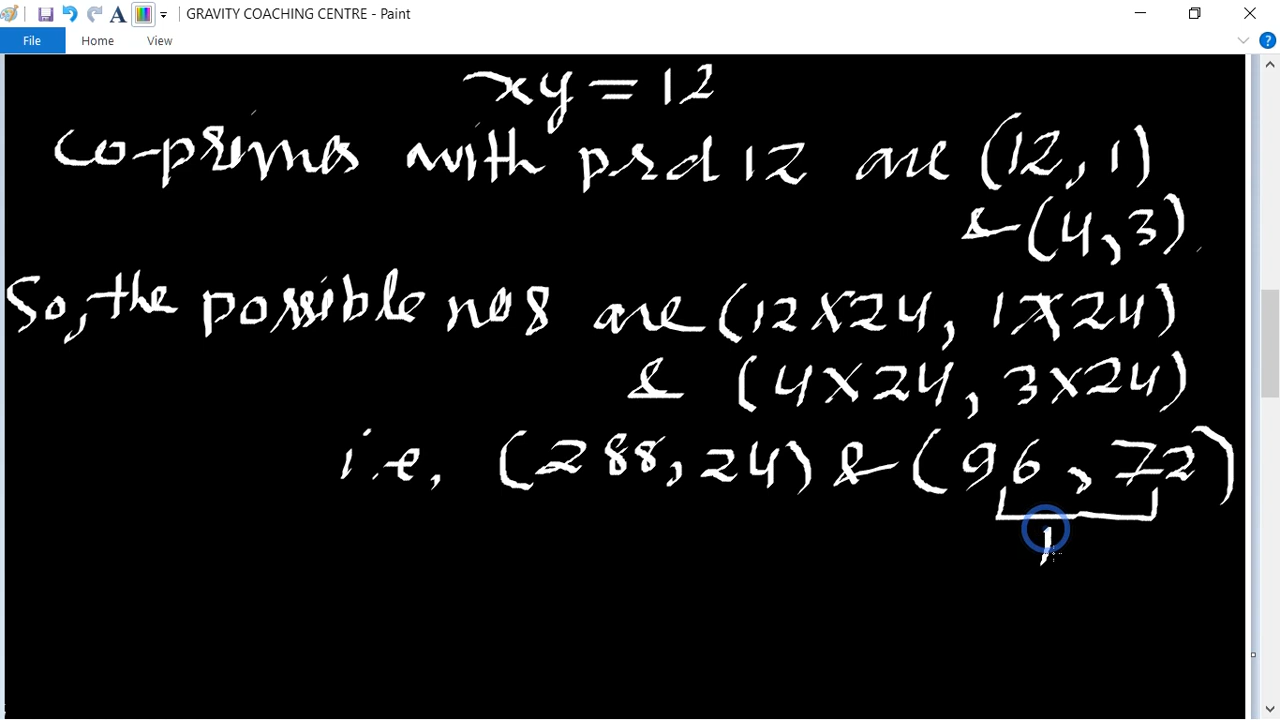 GRAVITY COACHING CENTRE - Paint
File Home View
xy = 12
Co-primes with prd 12 are (12, 1)
& (4, 3)
So, the possible nos are (12 X 24, 1 X 24)
& (4 X 24, 3 X 24)
i.e, (288, 24) & (96, 72)
1